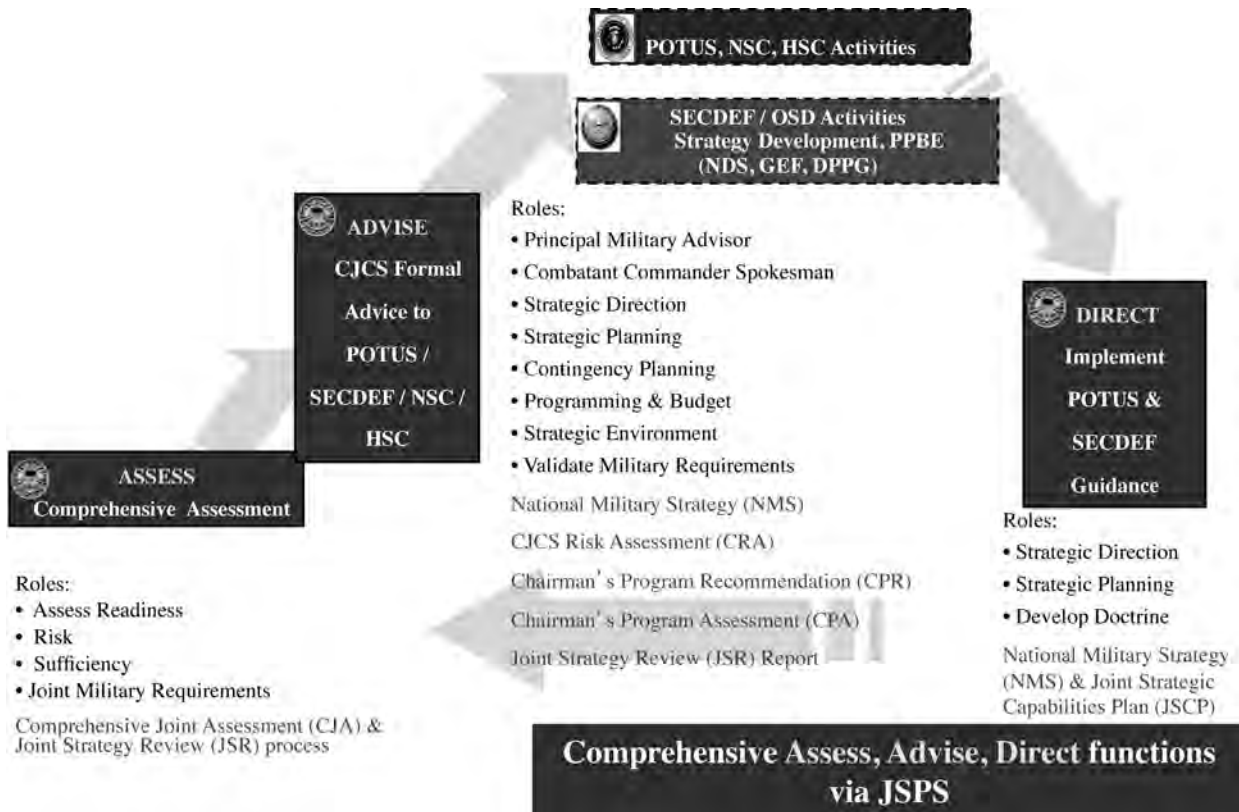 POTUS, NSC, HSC Activities
SECDEF / OSD Activities
Strategy Development, PPBE
(NDS, GEF, DPPG)
ADVISE
CJCS Formal
Advice to
POTUS /
SECDEF / NSC /
HSC
ASSESS
Comprehensive Assessment
Roles:
• Assess Readiness
• Risk
• Sufficiency
• Joint Military Requirements
Comprehensive Joint Assessment (CJA) &
Joint Strategy Review (JSR) process
Roles:
• Principal Military Advisor
• Combatant Commander Spokesman
• Strategic Direction
• Strategic Planning
• Contingency Planning
• Programming & Budget
• Strategic Environment
• Validate Military Requirements
National Military Strategy (NMS)
CJCS Risk Assessment (CRA)
Chairman's Program Recommendation (CPR)
Chairman's Program Assessment (CPA)
Joint Strategy Review (JSR) Report
DIRECT
Implement
POTUS &
SECDEF
Guidance
Roles:
• Strategic Direction
• Strategic Planning
• Develop Doctrine
National Military Strategy
(NMS) & Joint Strategic
Capabilities Plan (JSCP)
Comprehensive Assess, Advise, Direct functions
via JSPS